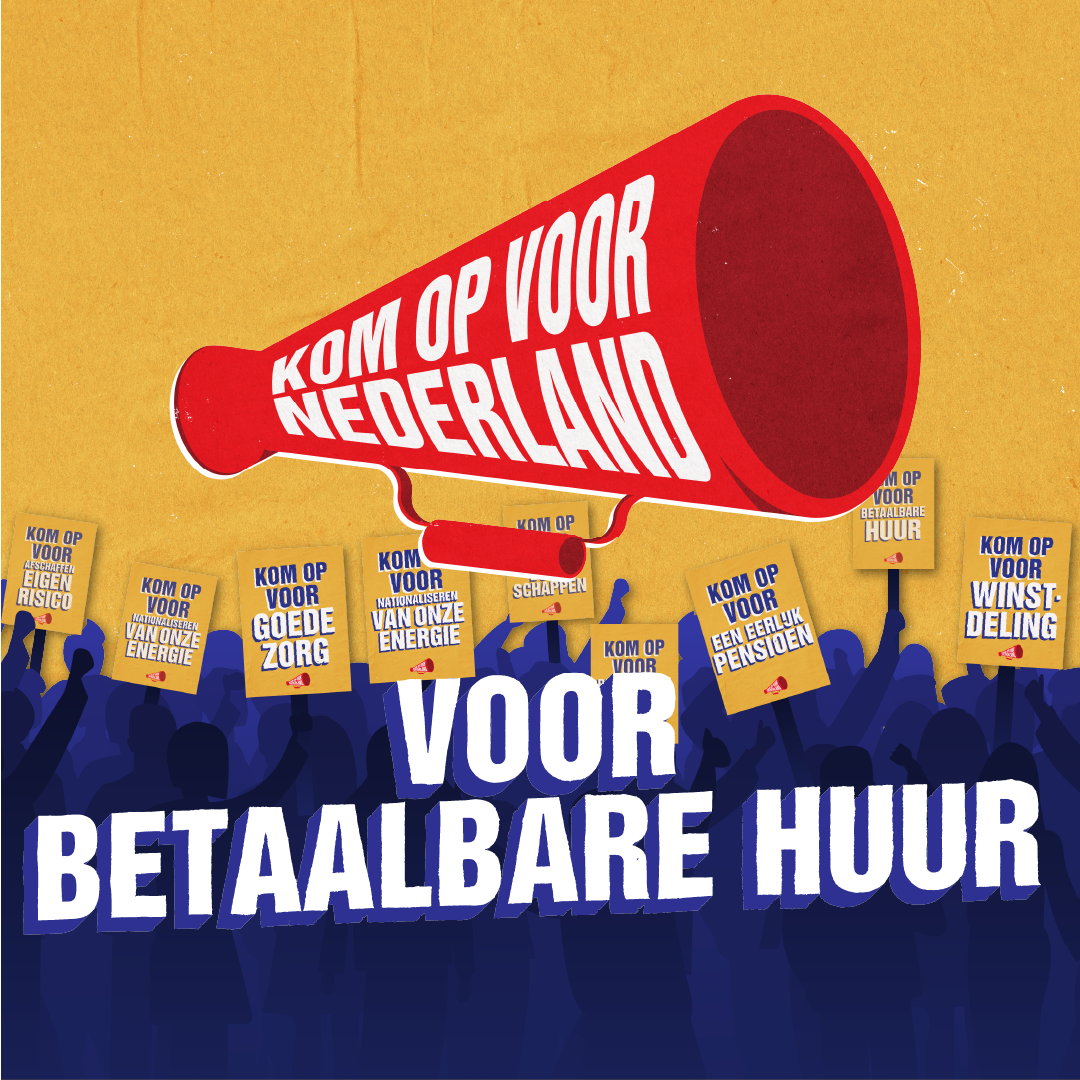 KOM OP VOOR
NEDERLAND
KOM OP
VOOR
AFSCHAFFEN
EIGEN
RISICO
KOM OP
VOOR
NATIONALISEREN
VAN ONZE
ENERGIE
KOM OP
VOOR
GOEDE
ZORG
KOM OP
VOOR
NATIONALISEREN
VAN ONZE
ENERGIE
KOM OP
SCHAPPEN
KOM OP
VOOR
KOM OP
VOOR
EEN EERLIJK
PENSIOEN
OM OP
VOOR
BETAALBARE
HUUR
KOM OP
VOOR
WINST-
DELING
VOOR
BETAALBARE HUUR